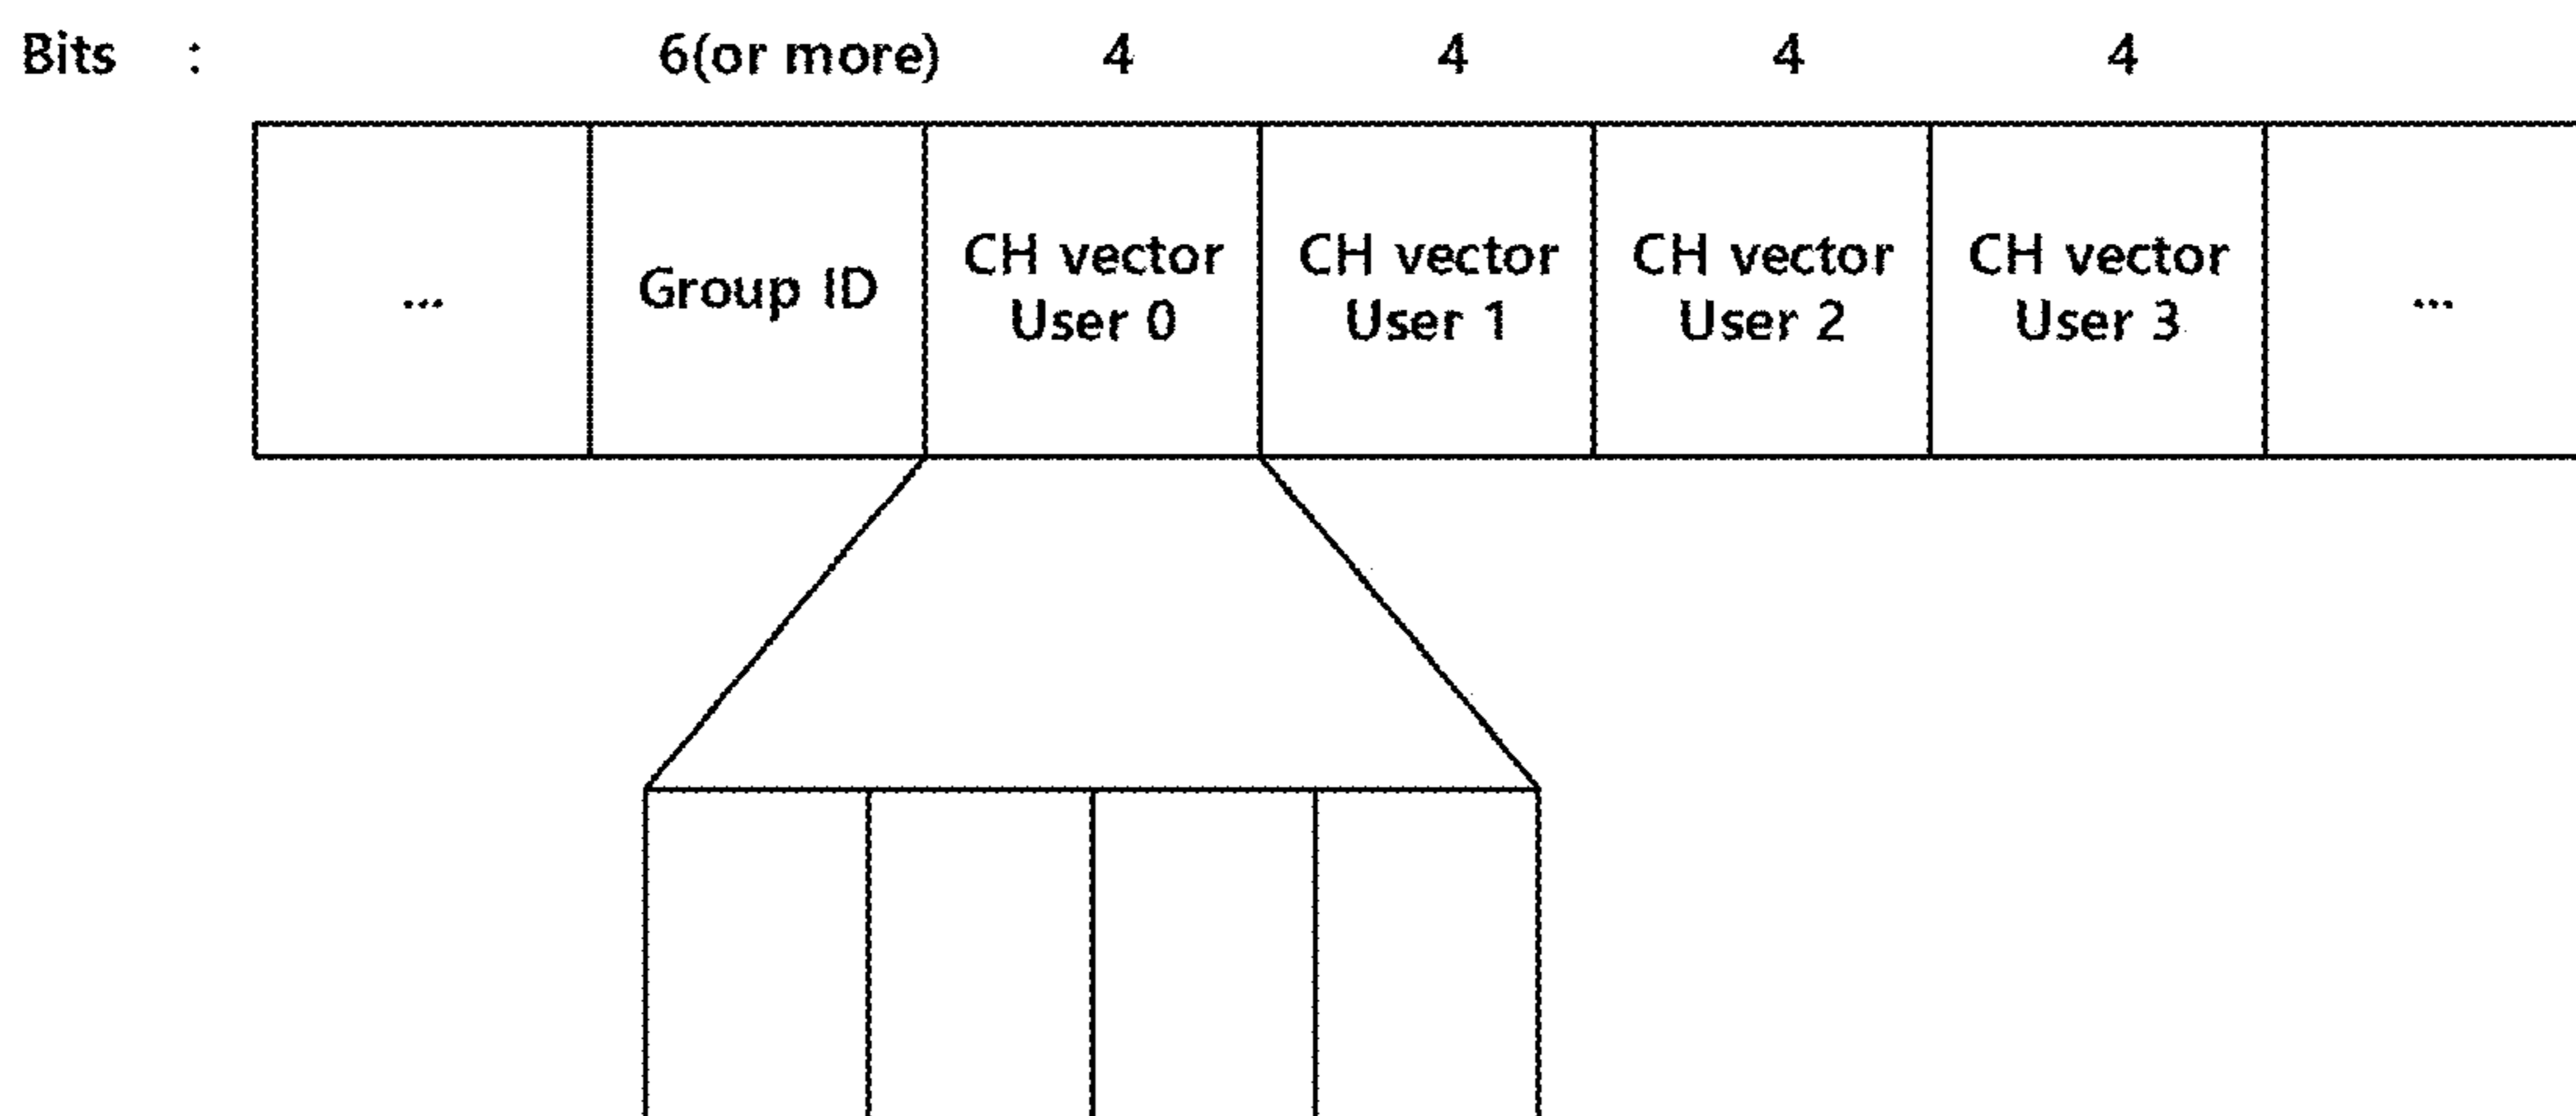 Bits : 6(or more) 4 4 4 4
... Group ID CH vector User 0 CH vector User 1 CH vector User 2 CH vector User 3 ...